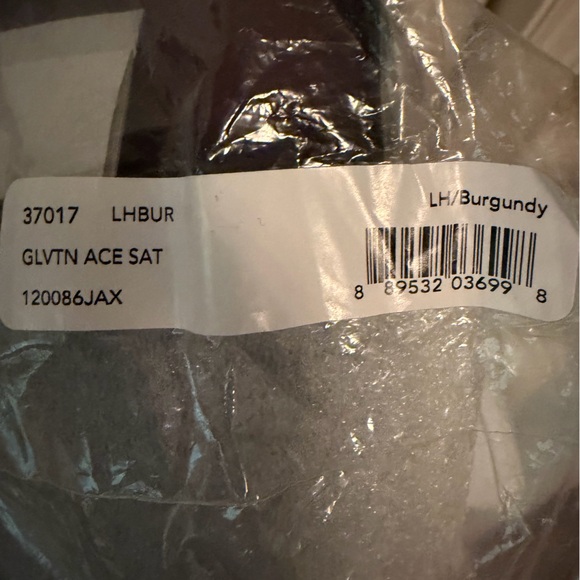 37017 LHBUR
LH/Burgundy
GLVTN ACE SAT
120086JAX
8 89532 03699 8